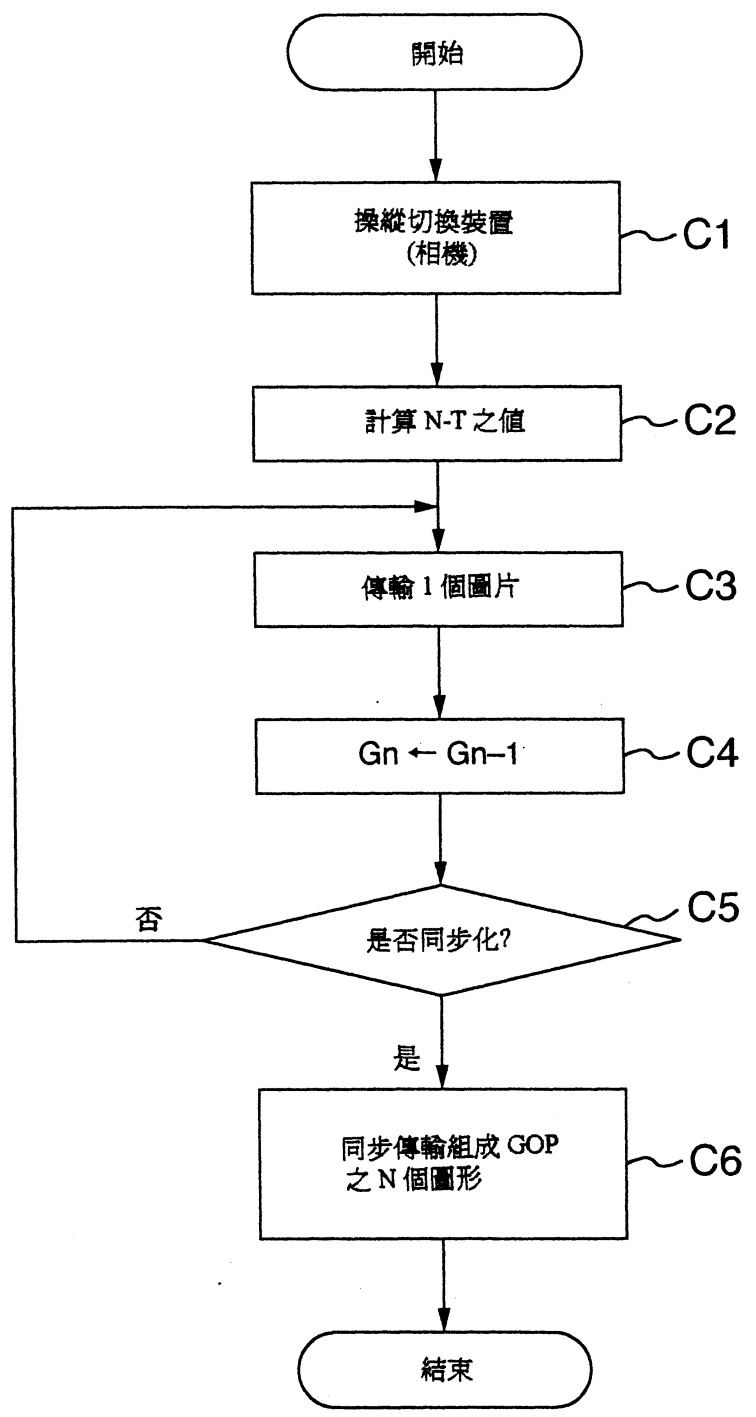 開始
操縱切換裝置
(相機)
C1
計算 N-T 之值
C2
傳輸 1 個圖片
C3
Gn ← Gn–1
C4
是否同步化?
C5
否
是
同步傳輸組成 GOP
之 N 個圖形
C6
結束